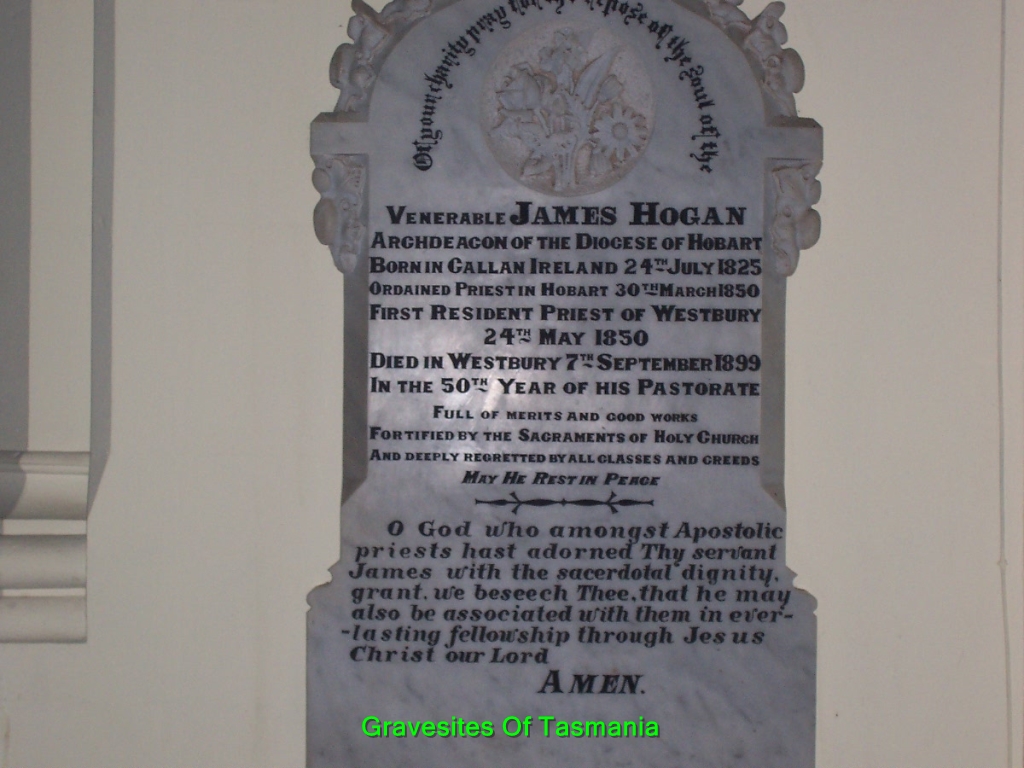 Of your charity pray for the repose of the Soul of the
VENERABLE JAMES HOGAN
ARCHDEACON OF THE DIOCESE OF HOBART
BORN IN CALLAN IRELAND 24TH JULY 1825
ORDAINED PRIEST IN HOBART 30TH MARCH 1850
FIRST RESIDENT PRIEST OF WESTBURY
24TH MAY 1850
DIED IN WESTBURY 7TH SEPTEMBER 1899
IN THE 50TH YEAR OF HIS PASTORATE
FULL OF MERITS AND GOOD WORKS
FORTIFIED BY THE SACRAMENTS OF HOLY CHURCH
AND DEEPLY REGRETTED BY ALL CLASSES AND CREEDS
MAY HE REST IN PEACE
O God who amongst Apostolic
priests hast adorned Thy servant
James with the sacerdotal dignity.
grant. we beseech Thee. that he may
also be associated with them in ever-
-lasting fellowship through Jesus
Christ our Lord
AMEN.
Gravesites Of Tasmania